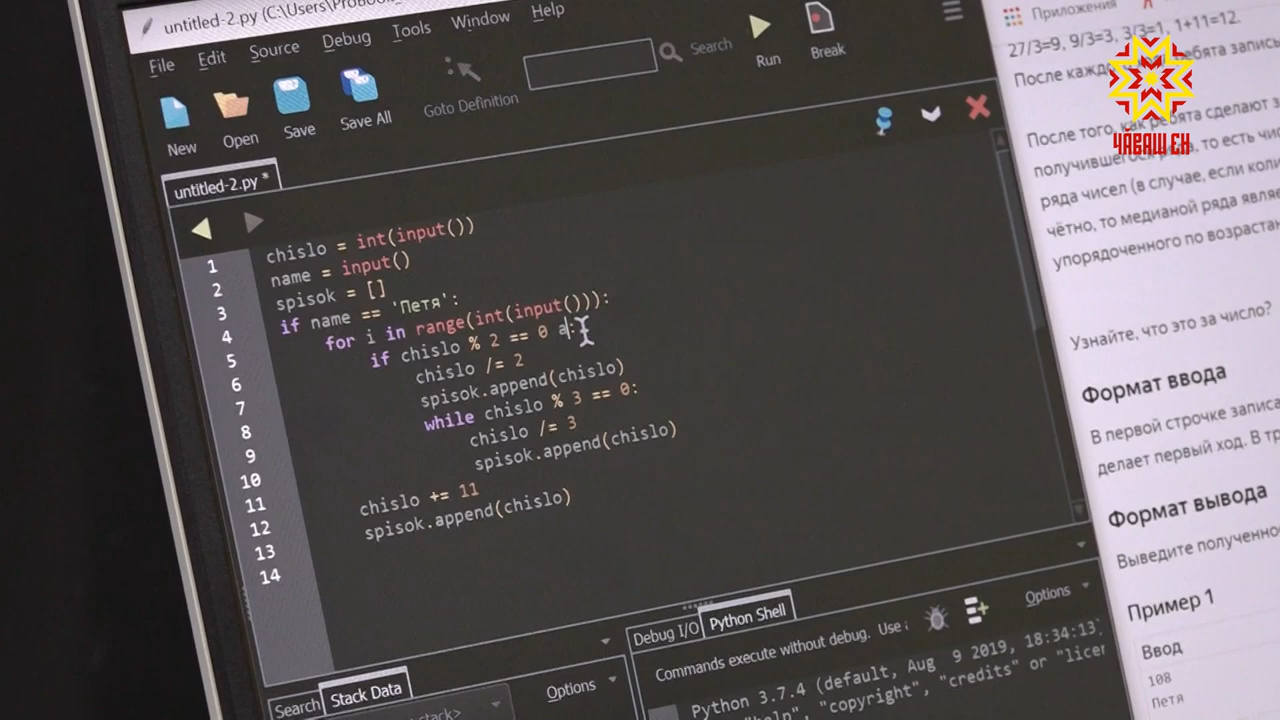 untitled-2.py (C:\Users\ProBook_
File Edit Source Debug Tools Window Help
New Open Save Save All Goto Definition Search Run Break
untitled-2.py *
1 chislo = int(input())
2 name = input()
3 spisok = []
4 if name == 'Петя':
5 for i in range(int(input())):
6 if chislo % 2 == 0 a:
7 chislo /= 2
8 spisok.append(chislo)
9 while chislo % 3 == 0:
10 chislo /= 3
11 spisok.append(chislo)
12
13 chislo += 11
14 spisok.append(chislo)
Search Stack Data
Options
Debug I/O Python Shell
Options
Commands execute without debug. Use
Python 3.7.4 (default, Aug 9 2019, 18:34:13)
"help", "copyright", "credits" or "licen
Приложения
27/3=9, 9/3=3, 3/3=1, 1+11=12.
После ребята запись
После того, как ребята сделают
получившегося ряда, то есть
ряда чисел (в случае, если коли
чётно, то медианой ряда явля
упорядоченного по возраста
Узнайте, что это за число?
Формат ввода
В первой строчке записа
делает первый ход. В
Формат вывода
Выведите полученно
Пример 1
Ввод
108
Петя
ЧӐВАШ ЕН